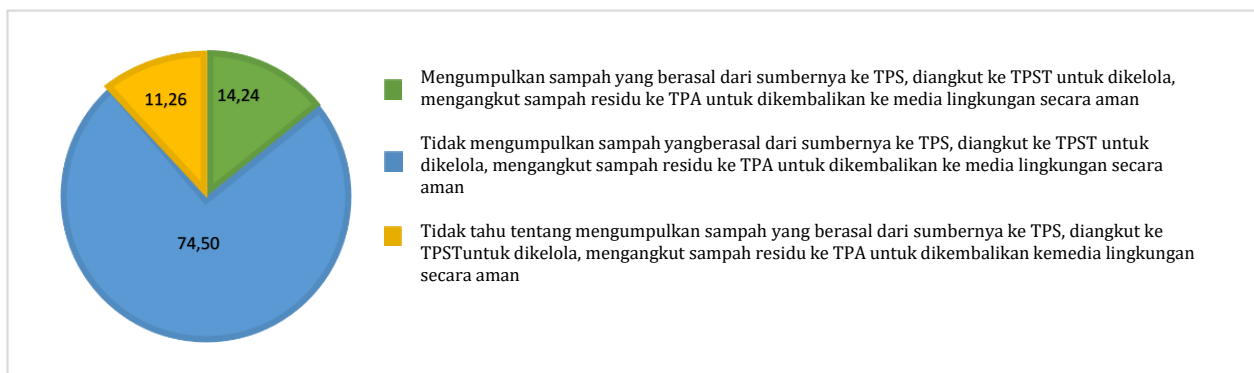 11,26
14,24
74,50
Mengumpulkan sampah yang berasal dari sumbernya ke TPS, diangkut ke TPST untuk dikelola,
mengangkut sampah residu ke TPA untuk dikembalikan ke media lingkungan secara aman
Tidak mengumpulkan sampah yangberasal dari sumbernya ke TPS, diangkut ke TPST untuk
dikelola, mengangkut sampah residu ke TPA untuk dikembalikan ke media lingkungan secara
aman
Tidak tahu tentang mengumpulkan sampah yang berasal dari sumbernya ke TPS, diangkut ke
TPSTuntuk dikelola, mengangkut sampah residu ke TPA untuk dikembalikan kemedia lingkungan
secara aman